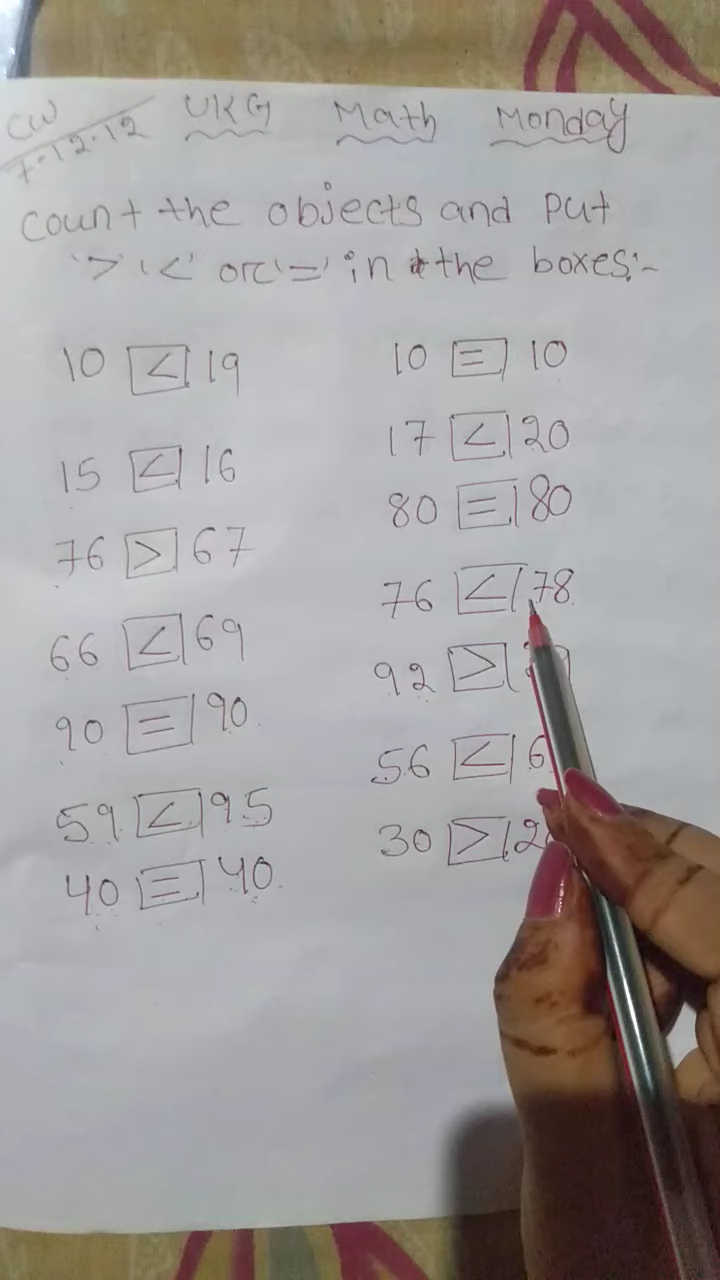 CW UKG Math Monday
7.12.12
Count the objects and put
'>' '<' or '=' in the boxes:-
10 < 19
15 < 16
76 > 67
66 < 69
90 = 90
59 < 95
40 = 40
10 = 10
17 < 20
80 = 80
76 < 78
92 >
56 <
30 >